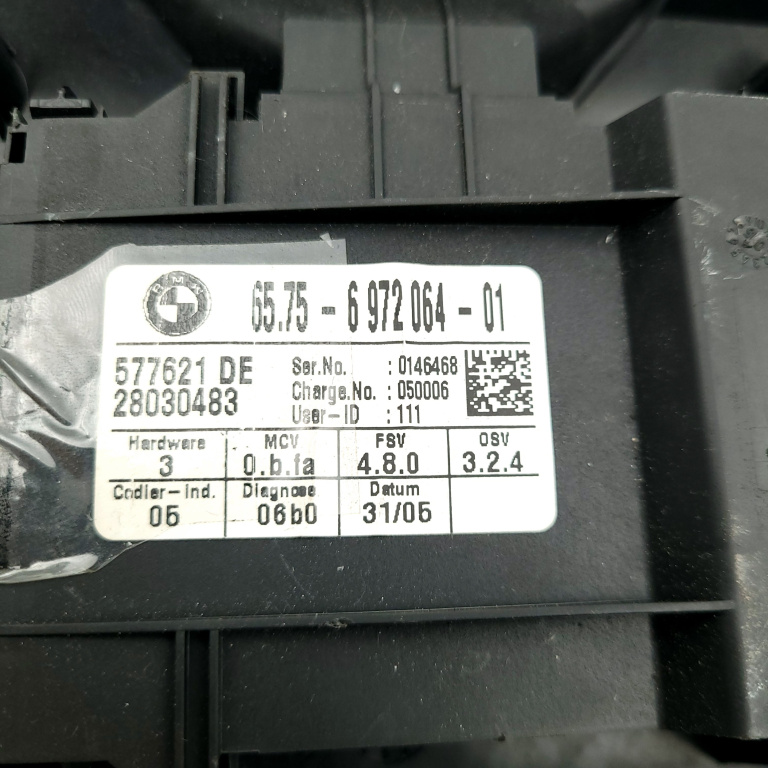 BMW
65.75 - 6 972 064 - 01
577621 DE
28030483
Ser.No. : 0146468
Charge.No. : 050006
User-ID : 111
Hardware MCV FSV OSV
3 0.b.fa 4.8.0 3.2.4
Codier-Ind. Diagnose Datum
05 06b0 31/05